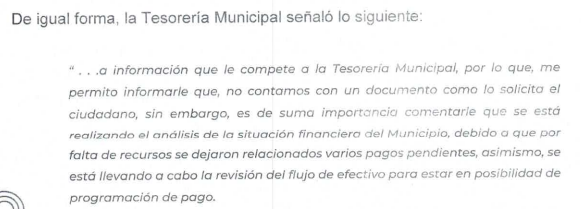 De igual forma, la Tesorería Municipal señaló lo siguiente:
“. . .a información que le compete a la Tesorería Municipal, por lo que, me
permito informarle que, no contamos con un documento como lo solicita el
ciudadano, sin embargo, es de suma importancia comentarle que se está
realizando el análisis de la situación financiera del Municipio, debido a que por
falta de recursos se dejaron relacionados varios pagos pendientes, asimismo, se
está llevando a cabo la revisión del flujo de efectivo para estar en posibilidad de
programación de pago.